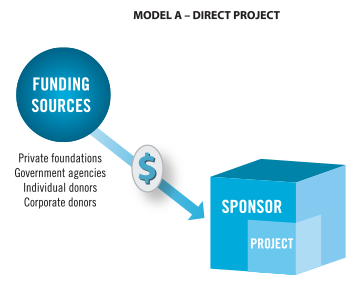 MODEL A – DIRECT PROJECT
FUNDING
SOURCES
Private foundations
Government agencies
Individual donors
Corporate donors
$
SPONSOR
PROJECT